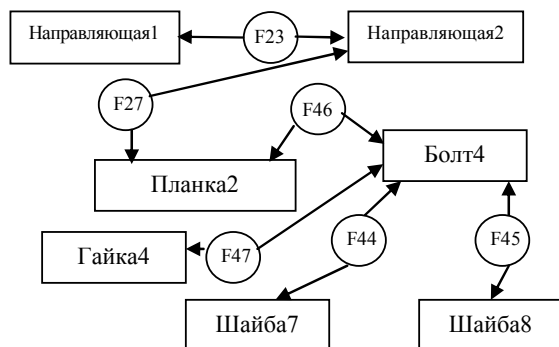 Направляющая1
F23
Направляющая2
F27
F46
Планка2
Болт4
Гайка4
F47
F44
F45
Шайба7
Шайба8